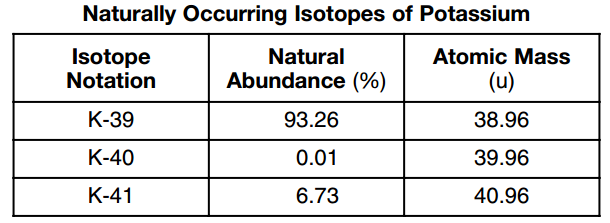 Naturally Occurring Isotopes of Potassium
Isotope Notation Natural Abundance (%) Atomic Mass (u)
K-39 93.26 38.96
K-40 0.01 39.96
K-41 6.73 40.96